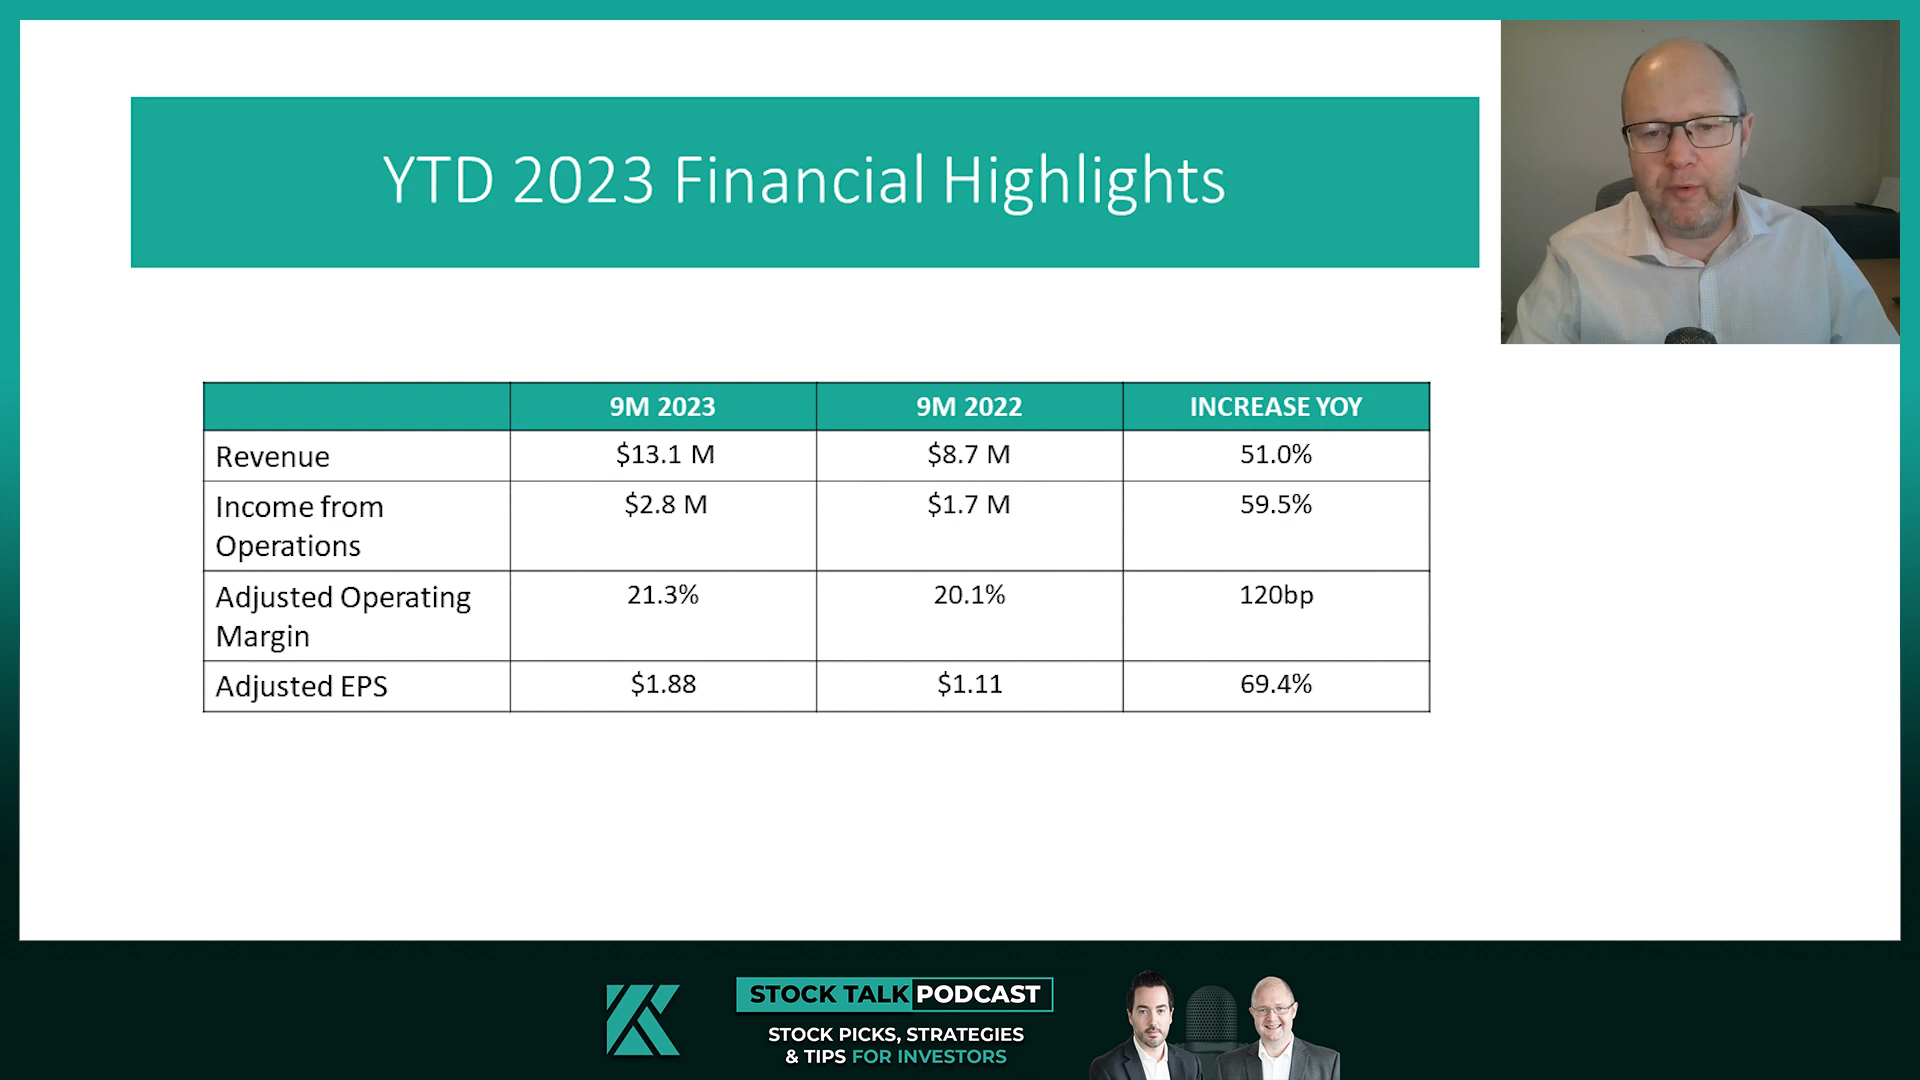 YTD 2023 Financial Highlights
9M 2023 9M 2022 INCREASE YOY
Revenue $13.1 M $8.7 M 51.0%
Income from $2.8 M $1.7 M 59.5%
Operations
Adjusted Operating 21.3% 20.1% 120bp
Margin
Adjusted EPS $1.88 $1.11 69.4%
STOCK TALK PODCAST
STOCK PICKS, STRATEGIES
& TIPS FOR INVESTORS